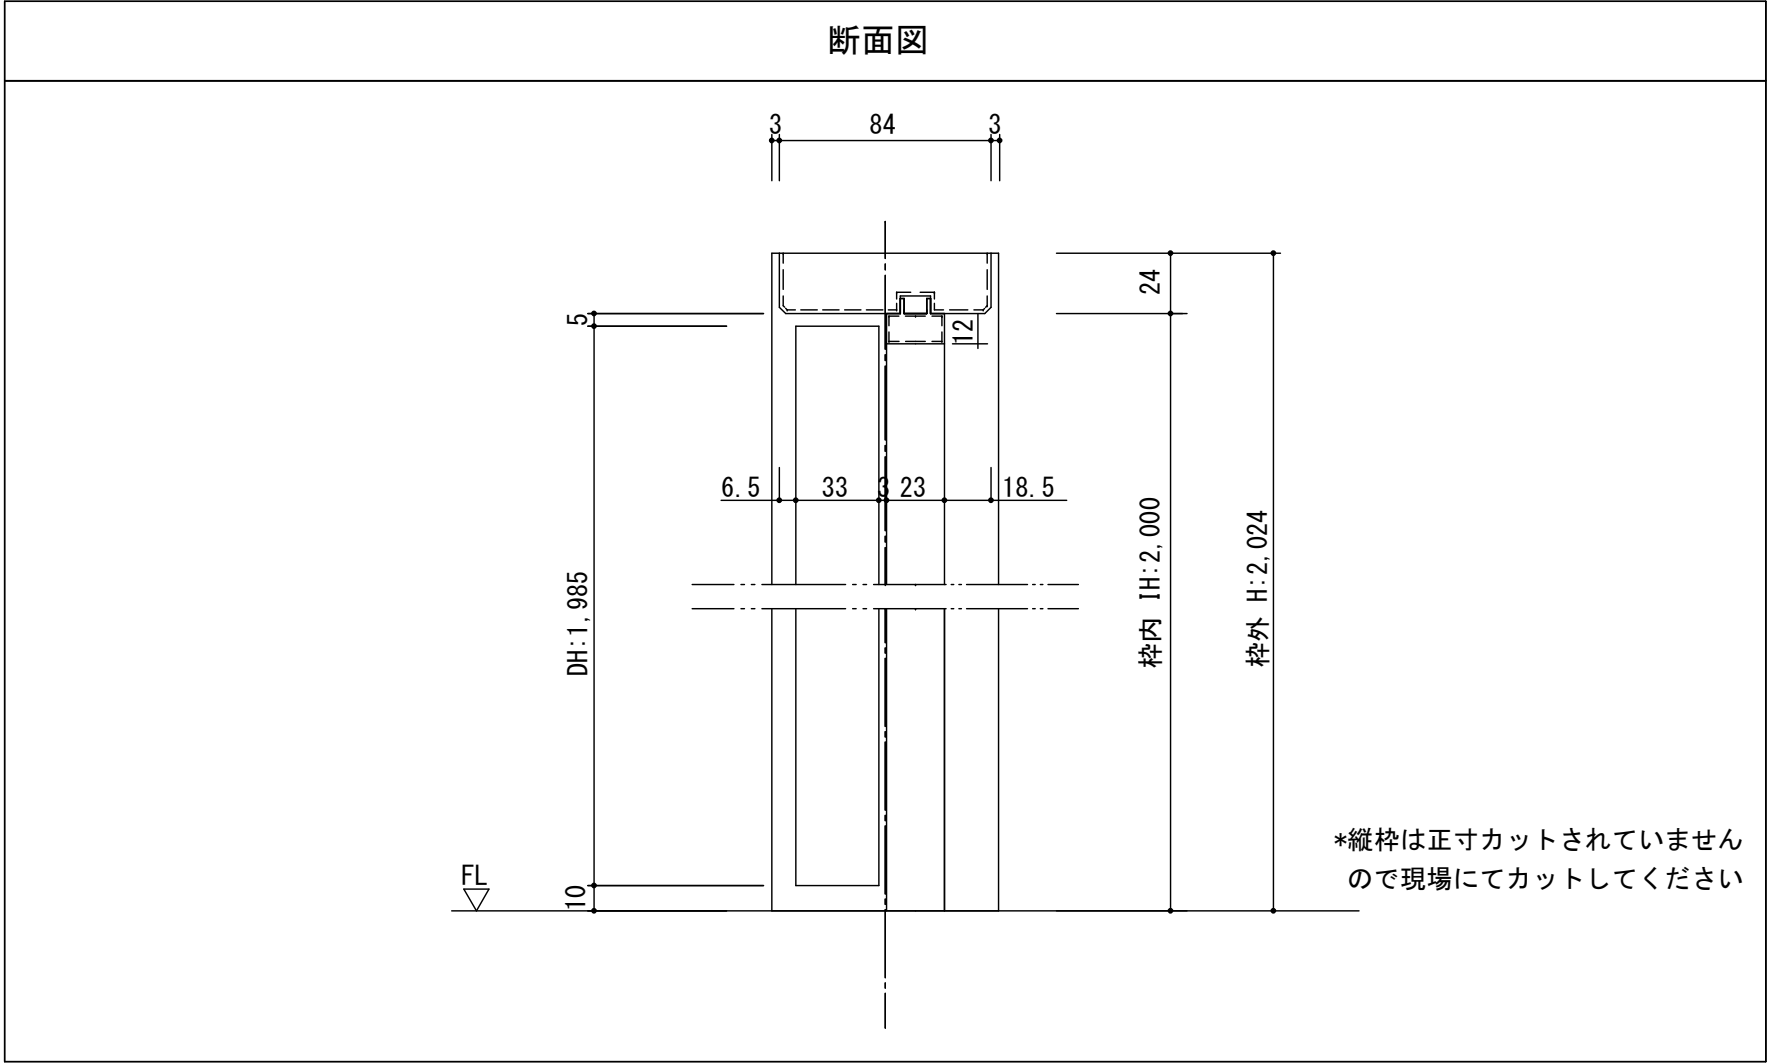 断面図
3 84 3
24
5
12
6.5 33 3 23 18.5
DH:1,985
枠内 IH:2,000
枠外 H:2,024
*縦枠は正寸カットされていません
ので現場にてカットしてください
FL
10